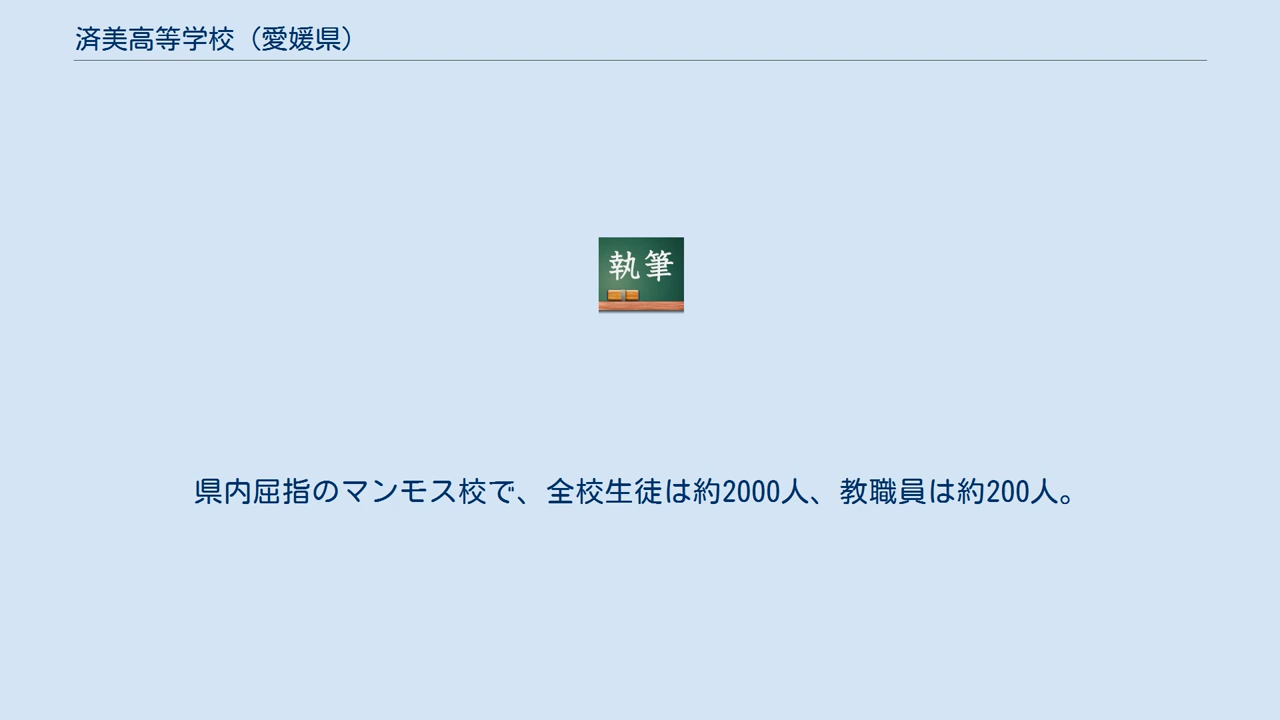 済美高等学校（愛媛県）
執筆
県内屈指のマンモス校で、全校生徒は約2000人、教職員は約200人。